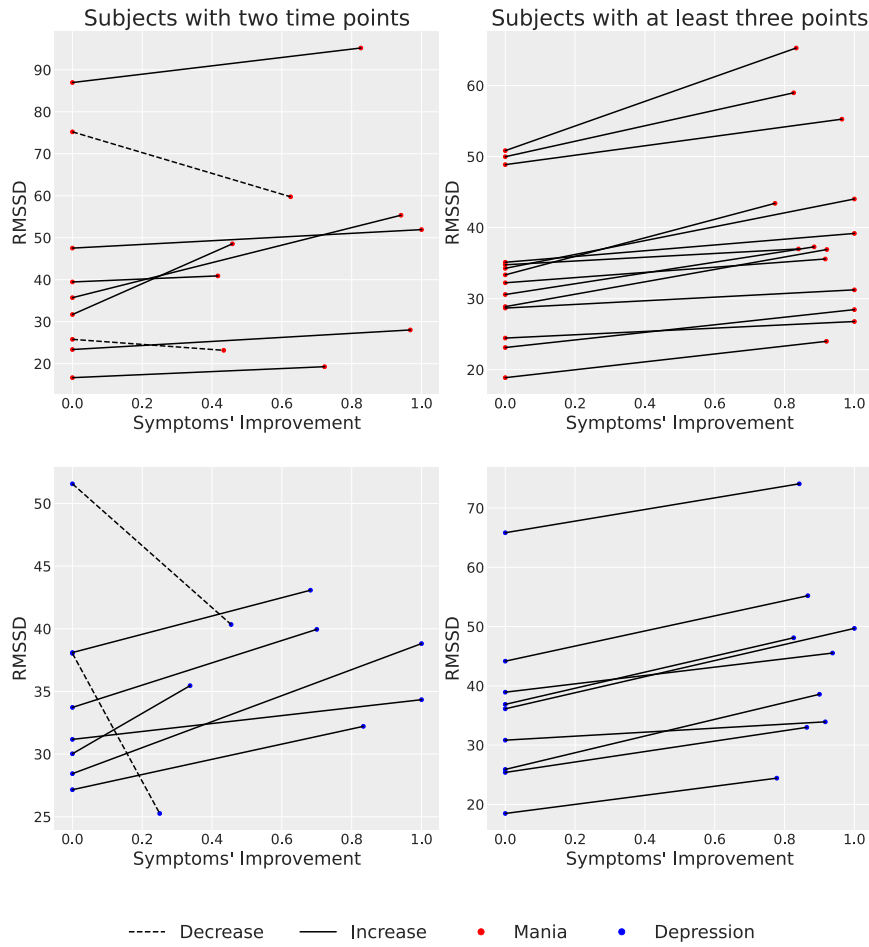 Subjects with two time points
Subjects with at least three points
90
80
70
60
50
40
30
20
RMSSD
0.0 0.2 0.4 0.6 0.8 1.0
Symptoms' Improvement
60
50
40
30
20
RMSSD
0.0 0.2 0.4 0.6 0.8 1.0
Symptoms' Improvement
50
45
40
35
30
25
RMSSD
0.0 0.2 0.4 0.6 0.8 1.0
Symptoms' Improvement
70
60
50
40
30
20
RMSSD
0.0 0.2 0.4 0.6 0.8 1.0
Symptoms' Improvement
Decrease Increase Mania Depression